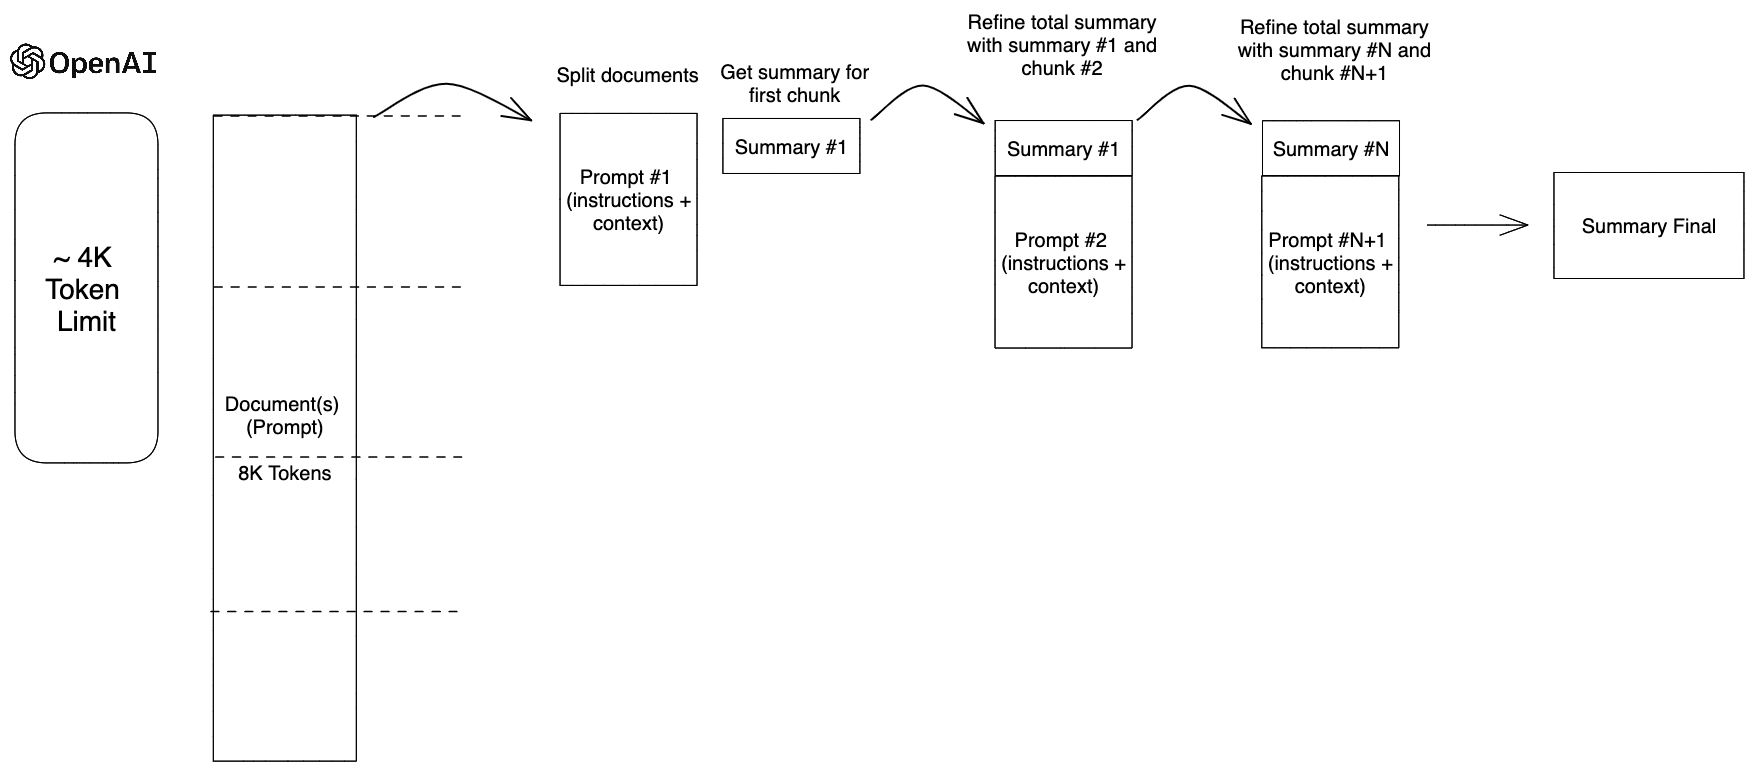 OpenAI
~ 4K
Token
Limit
Document(s)
(Prompt)
8K Tokens
Split documents
Prompt #1
(instructions +
context)
Get summary for
first chunk
Summary #1
Refine total summary
with summary #1 and
chunk #2
Summary #1
Prompt #2
(instructions +
context)
Refine total summary
with summary #N and
chunk #N+1
Summary #N
Prompt #N+1
(instructions +
context)
Summary Final